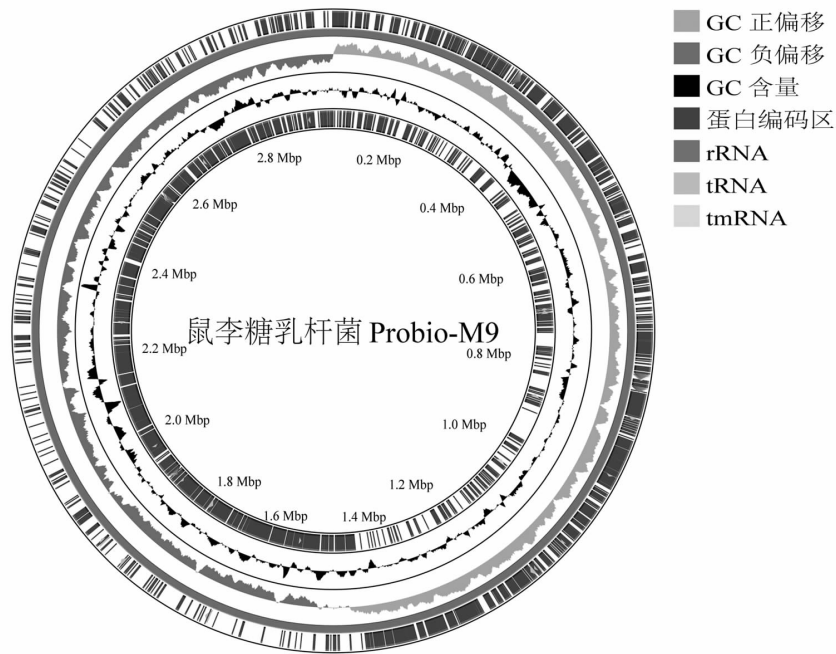 GC 正偏移
GC 负偏移
GC 含量
蛋白编码区
rRNA
tRNA
tmRNA
0.2 Mbp
0.4 Mbp
0.6 Mbp
0.8 Mbp
1.0 Mbp
1.2 Mbp
1.4 Mbp
1.6 Mbp
1.8 Mbp
2.0 Mbp
2.2 Mbp
2.4 Mbp
2.6 Mbp
2.8 Mbp
鼠李糖乳杆菌 Probio-M9